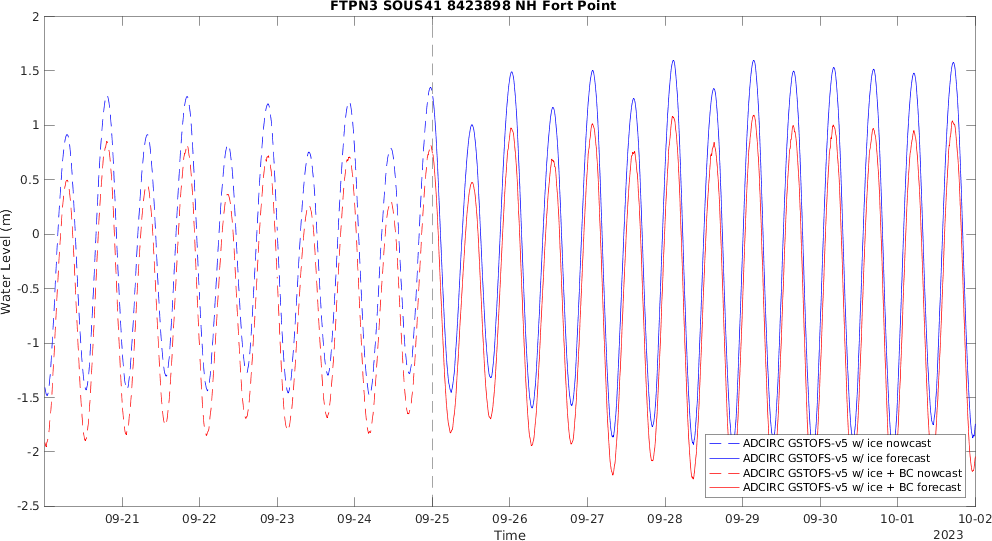 FTPN3 SOUS41 8423898 NH Fort Point
2
1.5
1
0.5
0
-0.5
-1
-1.5
-2
-2.5
Water Level (m)
ADCIRC GSTOFS-v5 w/ ice nowcast
ADCIRC GSTOFS-v5 w/ ice forecast
ADCIRC GSTOFS-v5 w/ ice + BC nowcast
ADCIRC GSTOFS-v5 w/ ice + BC forecast
09-21 09-22 09-23 09-24 09-25 09-26 09-27 09-28 09-29 09-30 10-01 10-02
Time
2023